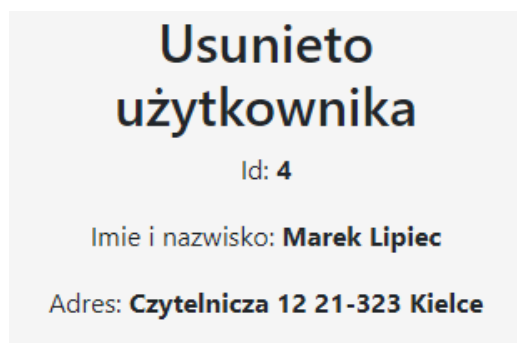 Usunieto
użytkownika
Id: 4
Imie i nazwisko: Marek Lipiec
Adres: Czytelnicza 12 21-323 Kielce